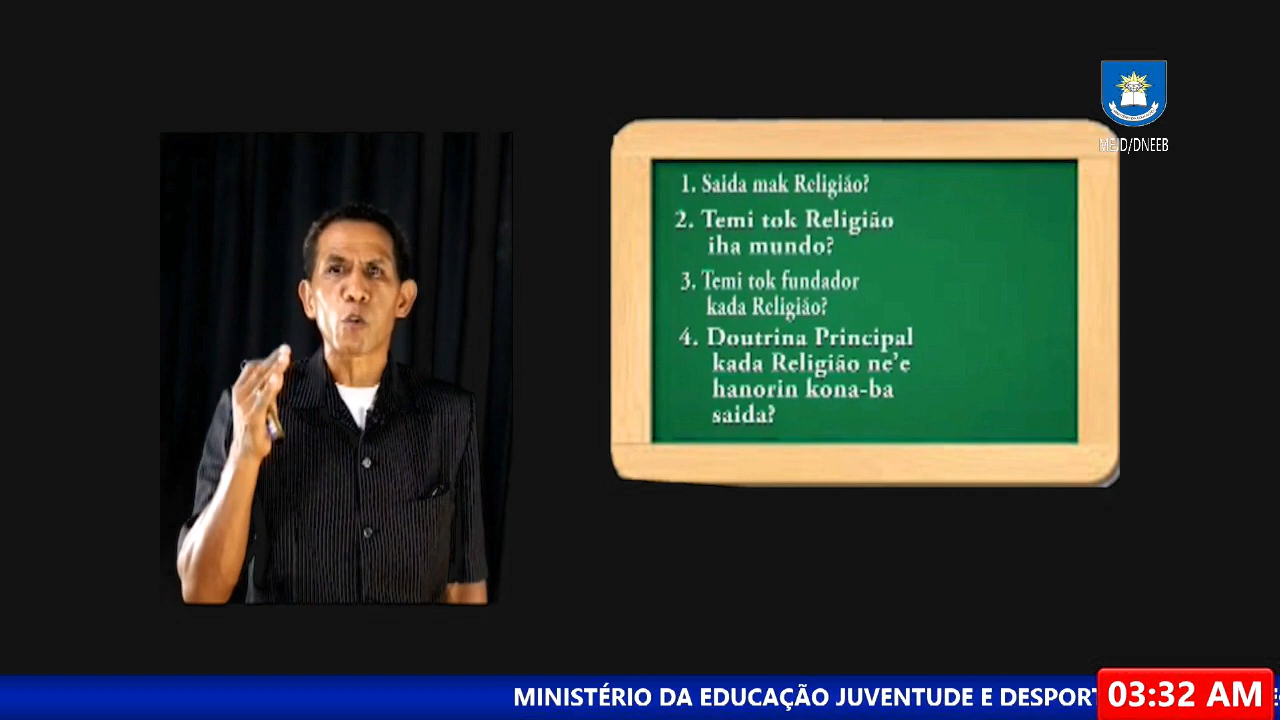 MEJD/DNEEB
1. Saida mak Religião?
2. Temi tok Religião
iha mundo?
3. Temi tok fundador
kada Religião?
4. Doutrina Principal
kada Religião ne'e
hanorin kona-ba
saida?
MINISTÉRIO DA EDUCAÇÃO JUVENTUDE E DESPORT
03:32 AM